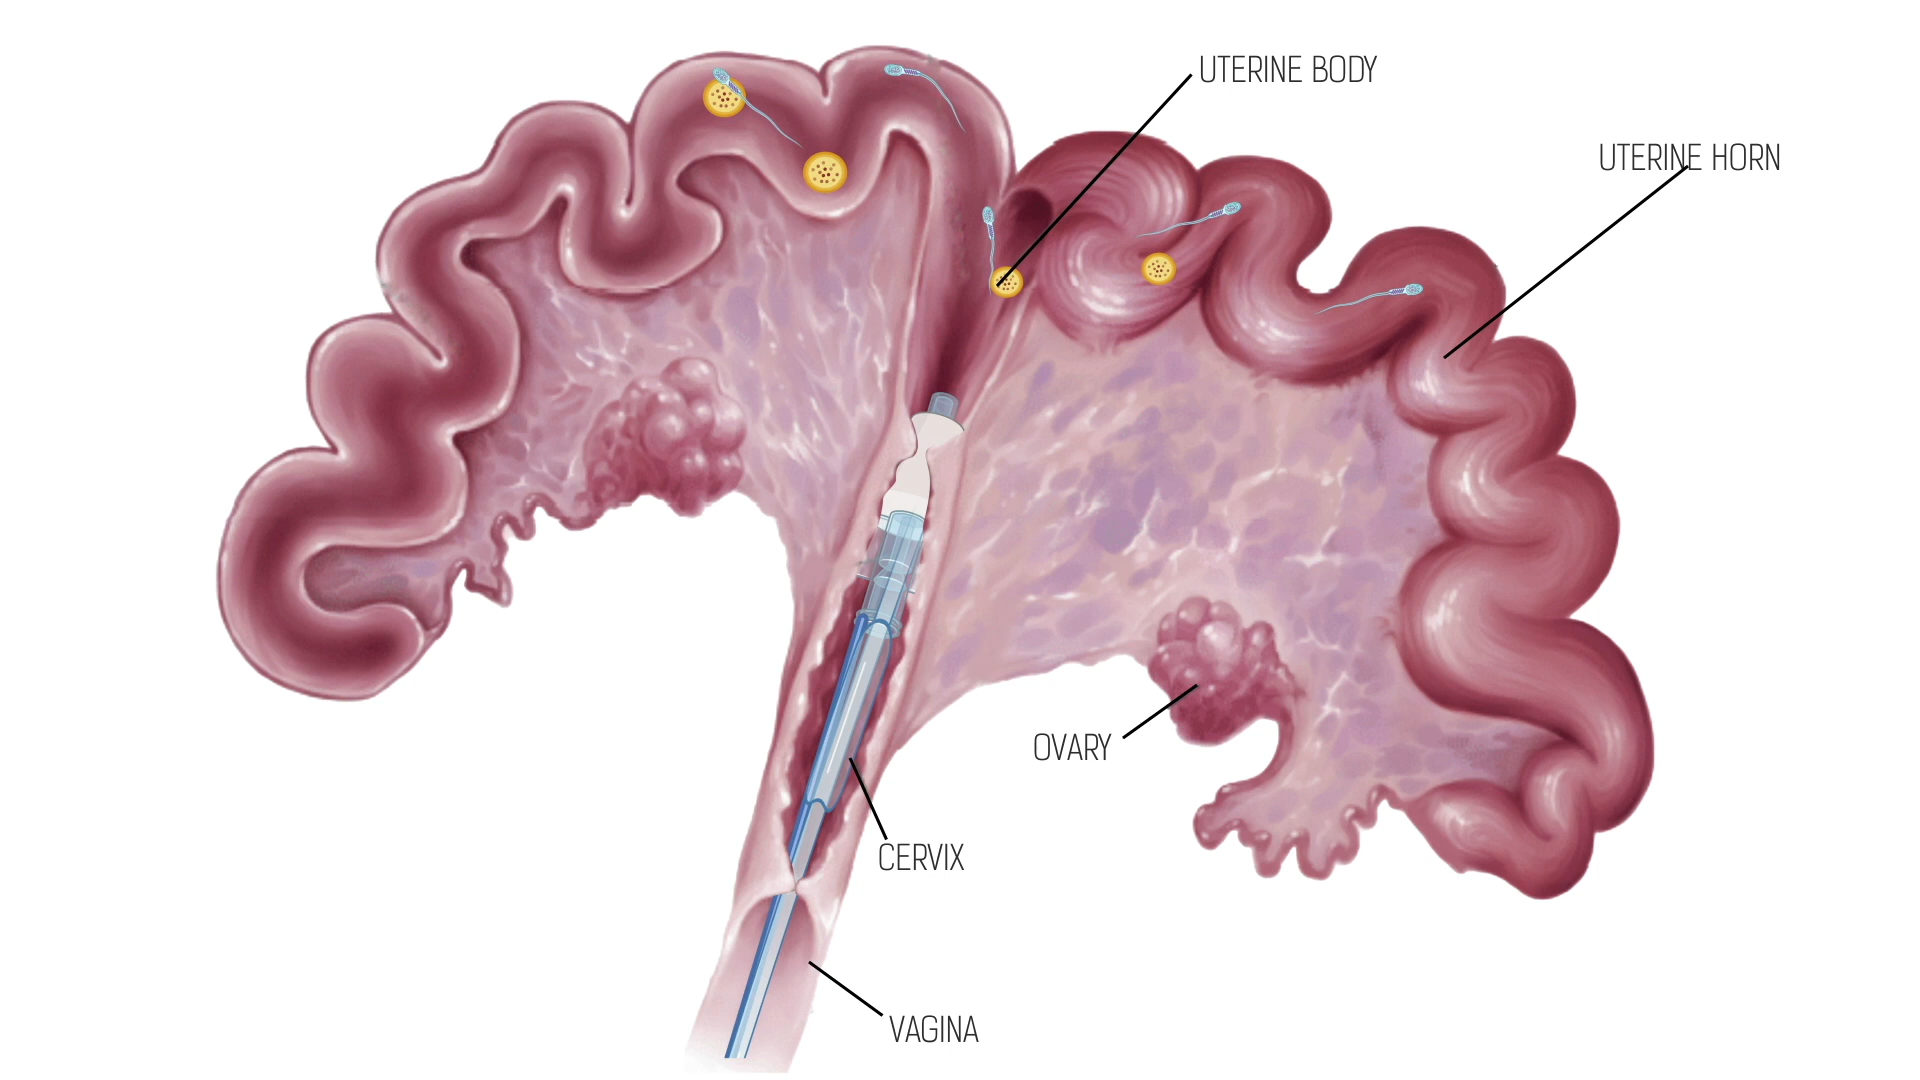 UTERINE BODY
UTERINE HORN
OVARY
CERVIX
VAGINA